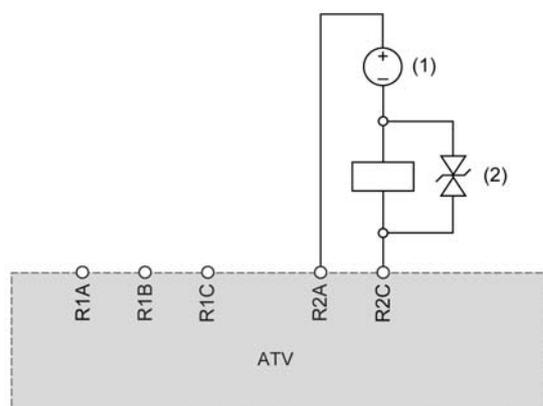 +
(1)
−
(2)
R1A
R1B
R1C
R2A
R2C
ATV